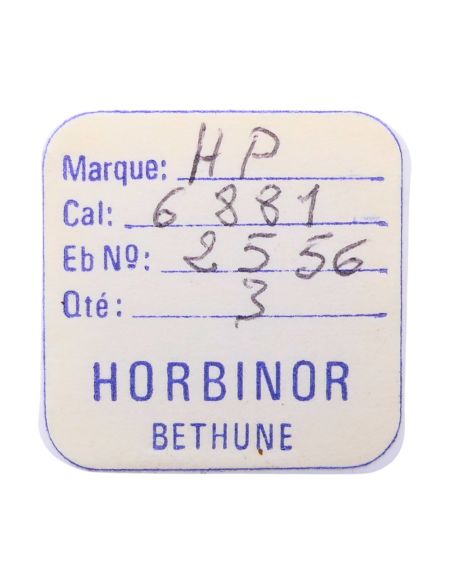 Marque: HP
Cal: 6881
Eb Nº: 2556
Qté: 3
HORBINOR
BETHUNE